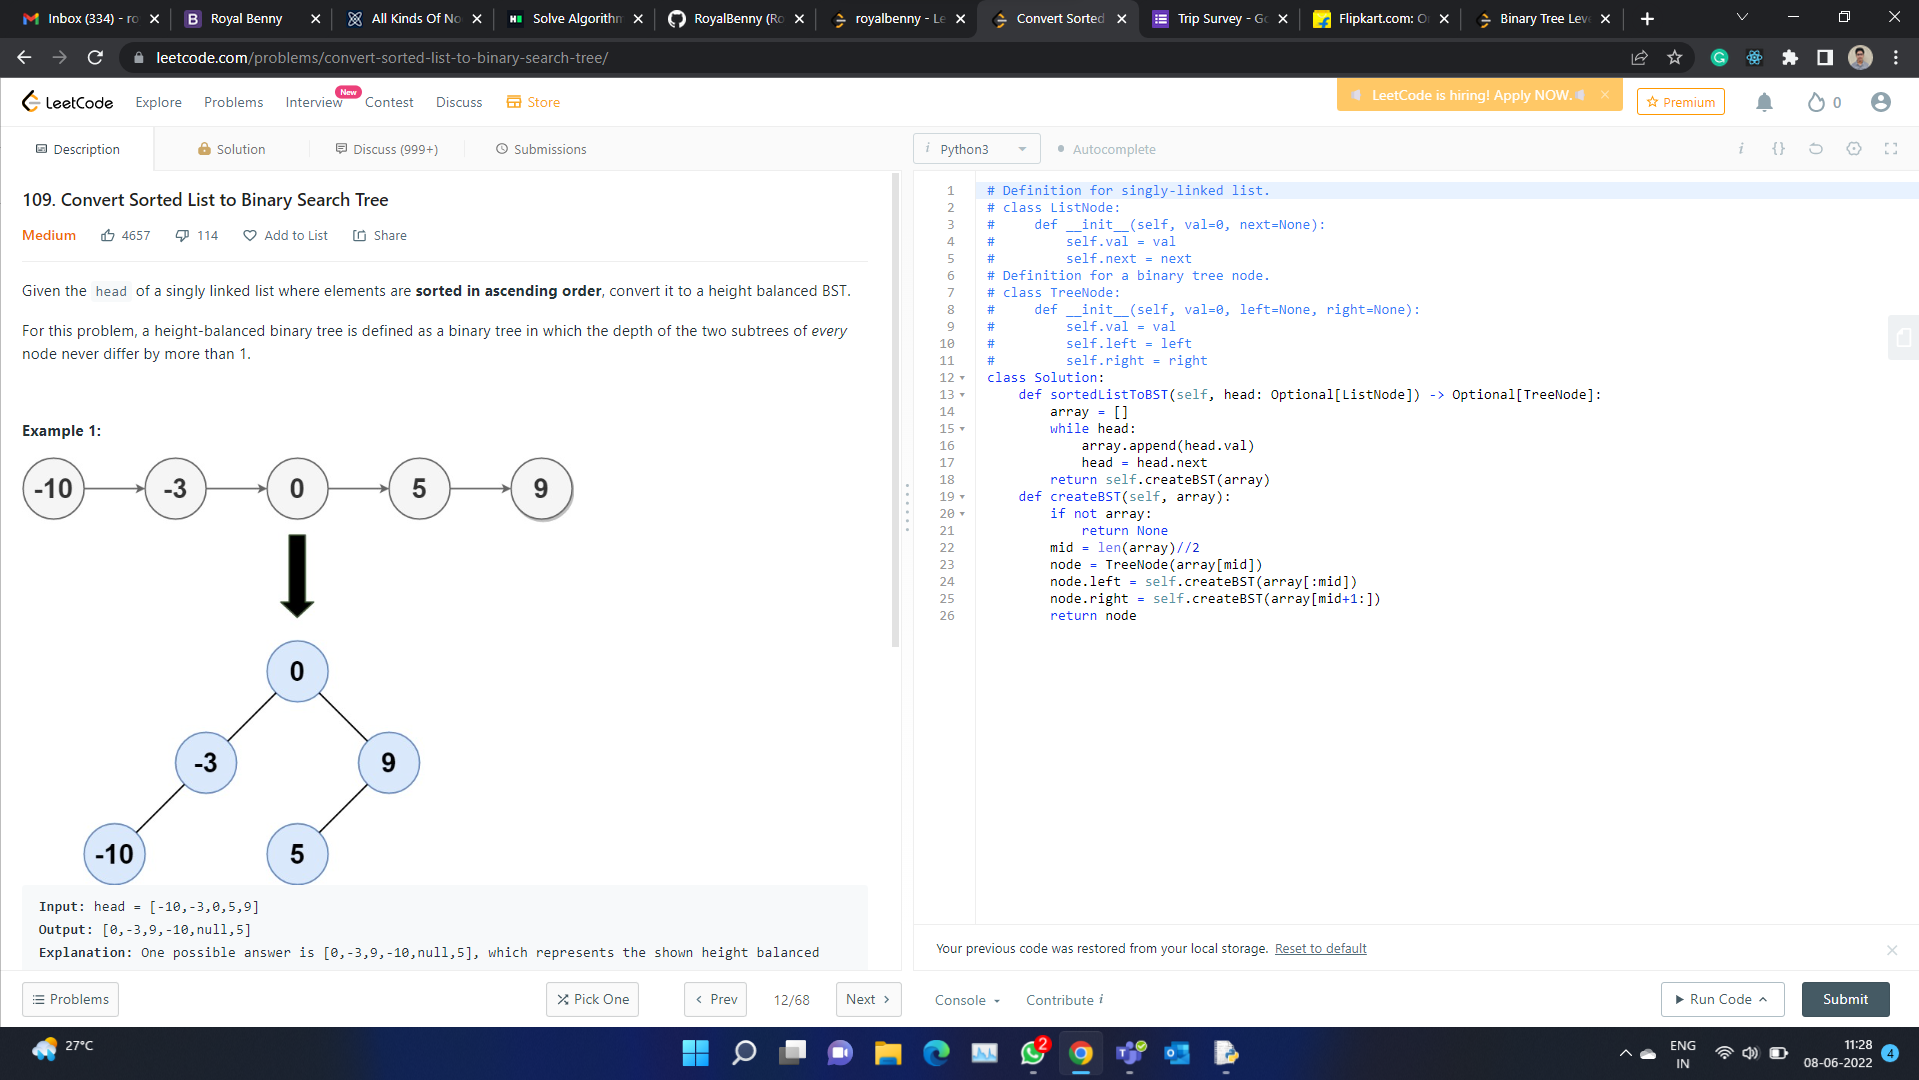 Inbox (334) - ro
Royal Benny
All Kinds Of No
Solve Algorithm
RoyalBenny (Ro
royalbenny - Le
Convert Sorted
Trip Survey - Go
Flipkart.com: O
Binary Tree Leve
leetcode.com/problems/convert-sorted-list-to-binary-search-tree/
LeetCode Explore Problems Interview New Contest Discuss Store
LeetCode is hiring! Apply NOW.
Premium
0
Description
Solution
Discuss (999+)
Submissions
i Python3
Autocomplete
i {}
109. Convert Sorted List to Binary Search Tree
Medium 4657 114 Add to List Share
Given the head of a singly linked list where elements are sorted in ascending order, convert it to a height balanced BST.
For this problem, a height-balanced binary tree is defined as a binary tree in which the depth of the two subtrees of every
node never differ by more than 1.
Example 1:
-10 -3 0 5 9
0
-3 9
-10 5
Input: head = [-10,-3,0,5,9]
Output: [0,-3,9,-10,null,5]
Explanation: One possible answer is [0,-3,9,-10,null,5], which represents the shown height balanced
1 # Definition for singly-linked list.
2 # class ListNode:
3 #     def __init__(self, val=0, next=None):
4 #         self.val = val
5 #         self.next = next
6 # Definition for a binary tree node.
7 # class TreeNode:
8 #     def __init__(self, val=0, left=None, right=None):
9 #         self.val = val
10 #         self.left = left
11 #         self.right = right
12 class Solution:
13     def sortedListToBST(self, head: Optional[ListNode]) -> Optional[TreeNode]:
14         array = []
15         while head:
16             array.append(head.val)
17             head = head.next
18         return self.createBST(array)
19     def createBST(self, array):
20         if not array:
21             return None
22         mid = len(array)//2
23         node = TreeNode(array[mid])
24         node.left = self.createBST(array[:mid])
25         node.right = self.createBST(array[mid+1:])
26         return node
Your previous code was restored from your local storage. Reset to default
Problems
Pick One
< Prev
12/68
Next >
Console
Contribute i
Run Code
Submit
27°C
2
ENG
IN
11:28
08-06-2022
4